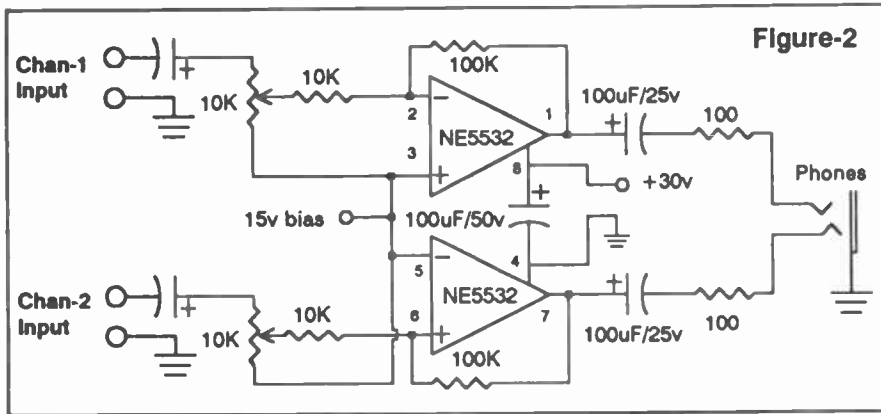 Figure-2
Chan-1
Input
+
10K
10K
100K
2
3
-
+
NE5532
1
8
100uF/25v
+
100
Phones
+30v
+
15v bias
100uF/50v
4
Chan-2
Input
+
10K
10K
5
6
-
+
NE5532
7
100K
+
100uF/25v
100